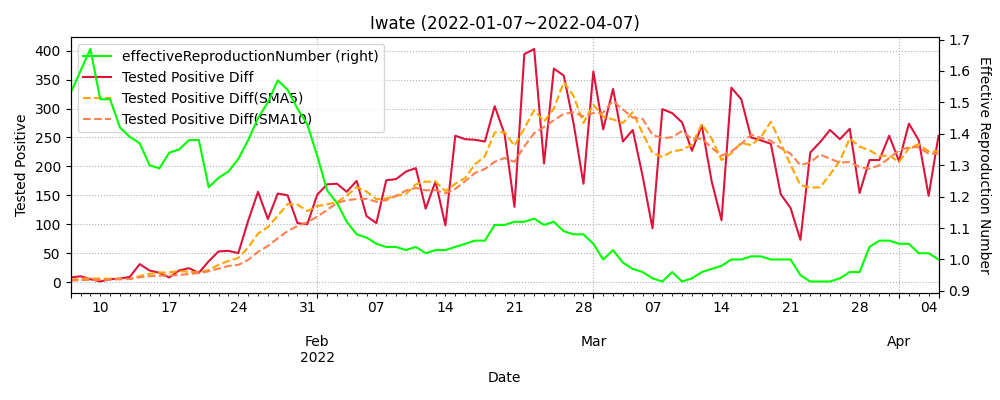 Iwate (2022-01-07~2022-04-07)
effectiveReproductionNumber (right)
Tested Positive Diff
Tested Positive Diff(SMA5)
Tested Positive Diff(SMA10)
Tested Positive
400
350
300
250
200
150
100
50
0
1.7
1.6
1.5
1.4
1.3
1.2
1.1
1.0
0.9
Effective Reproduction Number
10 17 24 31 07 14 21 28 07 14 21 28 04
Feb Mar Apr
2022
Date